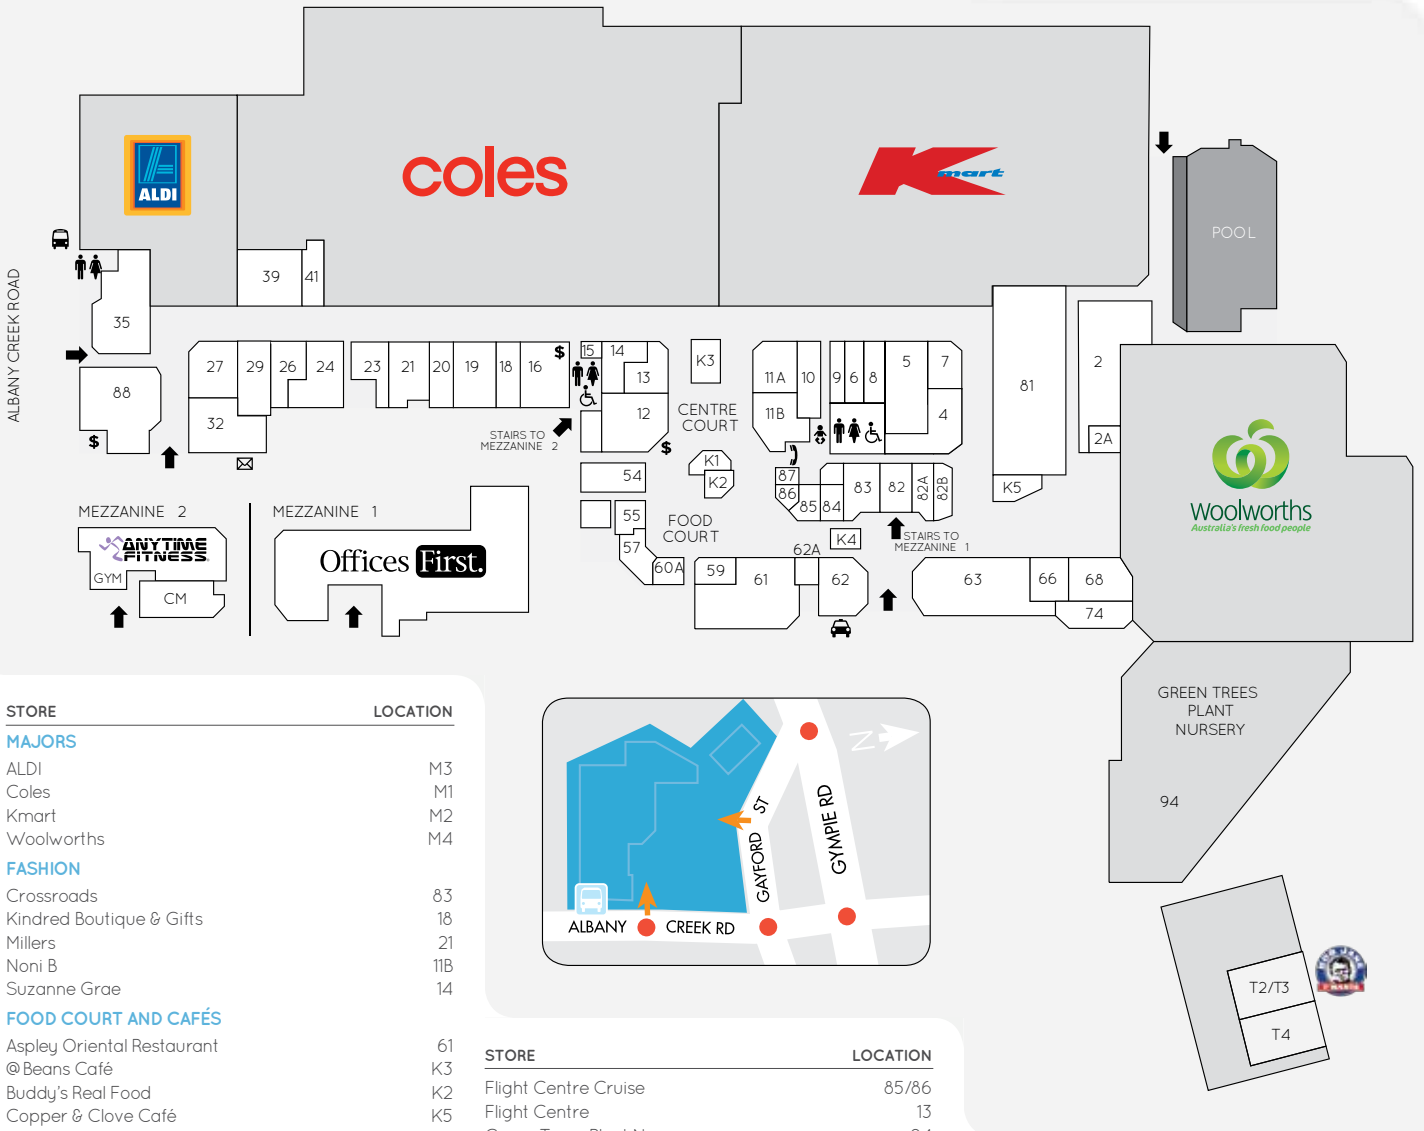 ALDI
coles
Kmart
POOL
ALBANY CREEK ROAD
39
41
35
88
$
27
29
26
24
32
23
21
20
19
18
16
$
15
14
13
12
$
STAIRS TO
MEZZANINE 2
K3
CENTRE
COURT
K1
K2
11A
10
11B
9
6
8
5
7
4
81
2
2A
K5
87
86
85
84
83
82
82A
82B
54
55
57
60A
FOOD
COURT
K4
STAIRS TO
MEZZANINE 1
59
61
62A
62
63
66
68
74
Woolworths
Australia's fresh food people
MEZZANINE 2
ANYTIME
FITNESS
GYM
CM
MEZZANINE 1
Offices First.
GREEN TREES
PLANT
NURSERY
94
BOB JANE
T-MARTS
T2/T3
T4
STORE LOCATION
MAJORS
ALDI M3
Coles M1
Kmart M2
Woolworths M4
FASHION
Crossroads 83
Kindred Boutique & Gifts 18
Millers 21
Noni B 11B
Suzanne Grae 14
FOOD COURT AND CAFÉS
Aspley Oriental Restaurant 61
@Beans Café K3
Buddy's Real Food K2
Copper & Clove Café K5
N
GAYFORD ST
GYMPIE RD
ALBANY CREEK RD
STORE LOCATION
Flight Centre Cruise 85/86
Flight Centre 13